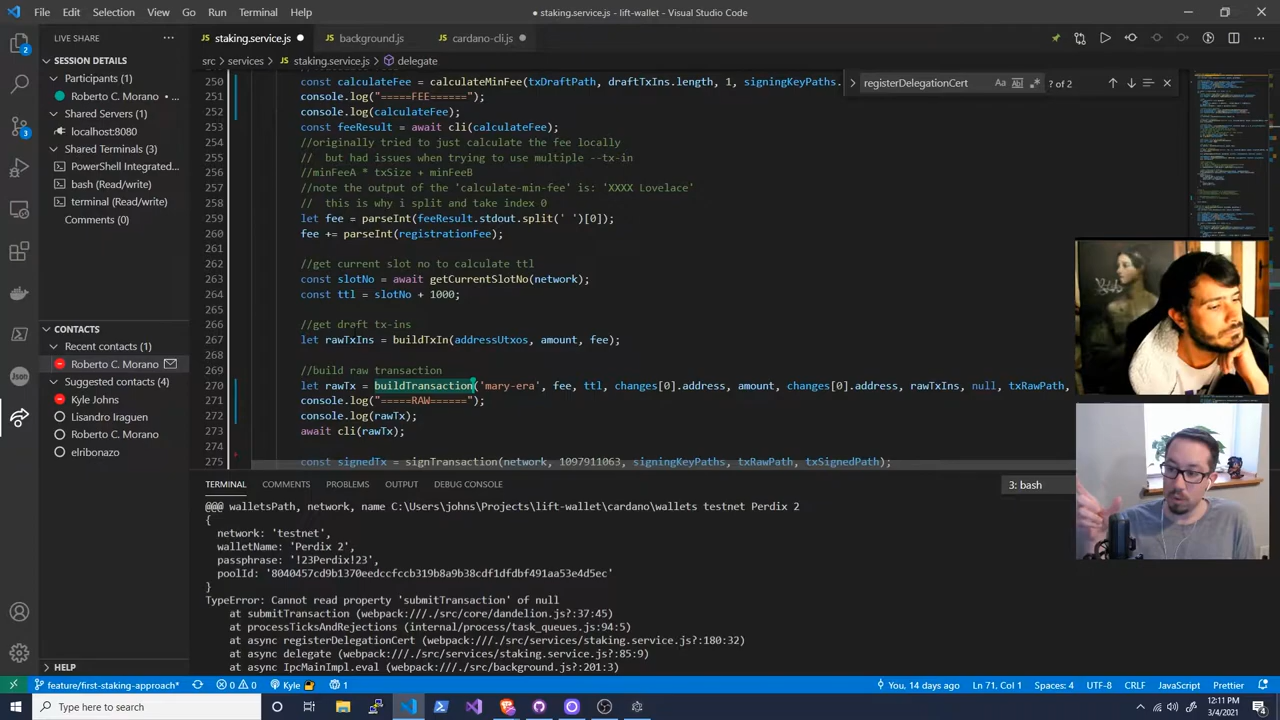 File Edit Selection View Go Run Terminal Help
● staking.service.js - lift-wallet - Visual Studio Code
LIVE SHARE
staking.service.js
background.js
cardano-cli.js
src > services > staking.service.js > delegate
SESSION DETAILS
Participants (1)
Roberto C. Morano • ...
Shared Servers (1)
localhost:8080
Shared Terminals (3)
PowerShell Integrated...
bash (Read/write)
terminal (Read/write)
Comments (0)
CONTACTS
Recent contacts (1)
Roberto C. Morano
Suggested contacts (4)
Kyle Johns
Lisandro Iraguen
Roberto C. Morano
elribonazo
HELP
registerDelegatio
Aa
? of 2
250 const calculateFee = calculateMinFee(txDraftPath, draftTxIns.length, 1, signingKeyPaths.
251 console.log("=====FEE======");
252 console.log(calculateFee);
253 const feeResult = await cli(calculateFee);
254 //originally tried to just calculate the fee locally
255 // but had issues when trying to use multiple --tx-in
256 //minfeeA * txSize + minfeeB
257 //note the output of the 'calculate-min-fee' is: 'XXXX Lovelace'
258 // this is why i split and take index 0
259 let fee = parseInt(feeResult.stdout.split(' ')[0]);
260 fee += parseInt(registrationFee)
261
262 //get current slot no to calculate ttl
263 const slotNo = await getCurrentSlotNo(network);
264 const ttl = slotNo + 1000;
265
266 //get draft tx-ins
267 let rawTxIns = buildTxIn(addressUtxos, amount, fee);
268
269 //build raw transaction
270 let rawTx = buildTransaction('mary-era', fee, ttl, changes[0].address, amount, changes[0].address, rawTxIns, null, txRawPath,
271 console.log("=====RAW======");
272 console.log(rawTx);
273 await cli(rawTx);
274
275 const signedTx = signTransaction(network, 1097911063, signingKeyPaths, txRawPath, txSignedPath);
TERMINAL COMMENTS PROBLEMS OUTPUT DEBUG CONSOLE
3: bash
@@@ walletsPath, network, name C:\Users\johns\Projects\lift-wallet\cardano\wallets testnet Perdix 2
{
network: 'testnet',
walletName: 'Perdix 2',
passphrase: '!23Perdix!23',
poolId: '8040457cd9b1370eedccfccb319b8a9b38cdf1dfdbf491aa53e4d5ec'
}
TypeError: Cannot read property 'submitTransaction' of null
at submitTransaction (webpack:///./src/core/dandelion.js?:37:45)
at processTicksAndRejections (internal/process/task_queues.js:94:5)
at async registerDelegationCert (webpack:///./src/services/staking.service.js?:180:32)
at async delegate (webpack:///./src/services/staking.service.js?:85:9)
at async IpcMainImpl.eval (webpack:///./src/background.js?:201:3)
feature/first-staking-approach* 0 0 Kyle 1
You, 14 days ago Ln 71, Col 1 Spaces: 4 UTF-8 CRLF JavaScript Prettier
Type here to search
12:11 PM
3/4/2021